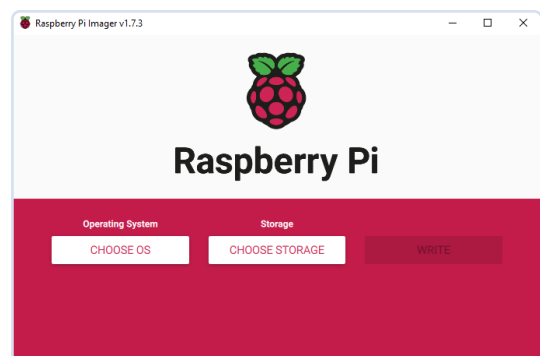 Raspberry Pi Imager v1.7.3
Raspberry Pi
Operating System
Storage
CHOOSE OS
CHOOSE STORAGE
WRITE